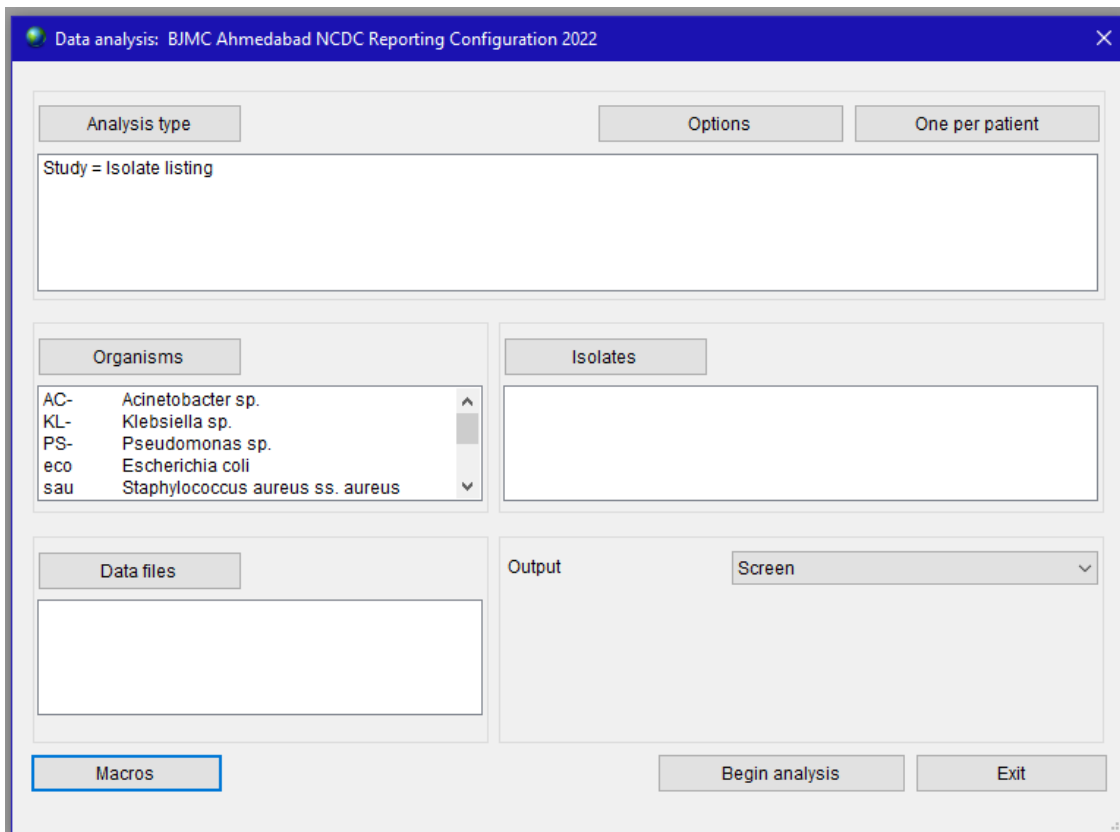 Data analysis: BJMC Ahmedabad NCDC Reporting Configuration 2022
Analysis type
Options
One per patient
Study = Isolate listing
Organisms
Isolates
AC- Acinetobacter sp.
KL- Klebsiella sp.
PS- Pseudomonas sp.
eco Escherichia coli
sau Staphylococcus aureus ss. aureus
Data files
Output
Screen
Macros
Begin analysis
Exit